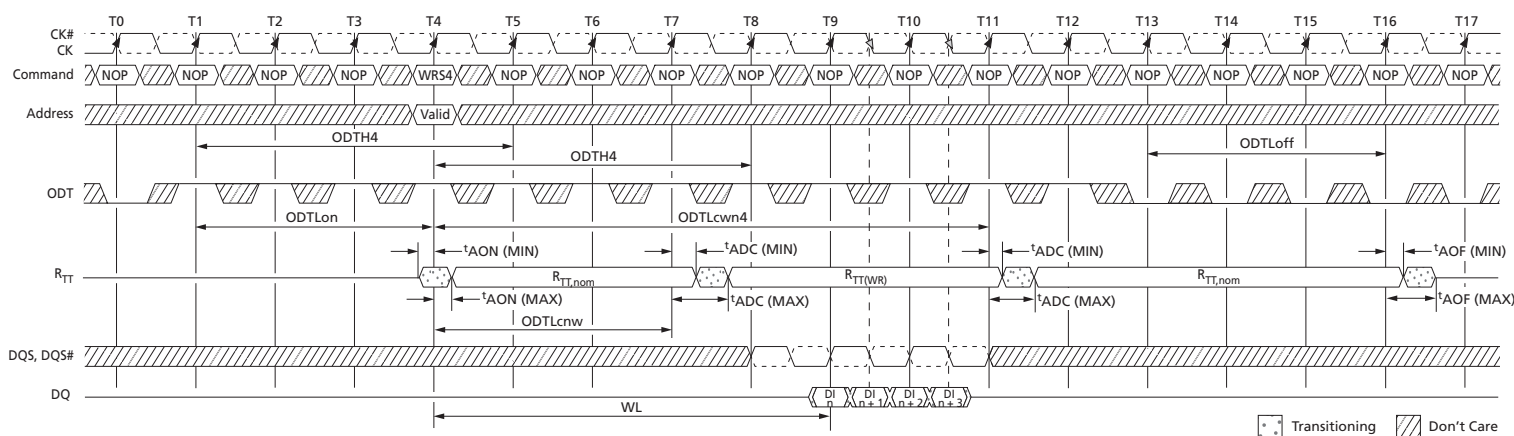 T0 T1 T2 T3 T4 T5 T6 T7 T8 T9 T10 T11 T12 T13 T14 T15 T16 T17
CK#
CK
Command NOP NOP NOP NOP WRS4 NOP NOP NOP NOP NOP NOP NOP NOP NOP NOP NOP NOP NOP
Address Valid
ODTH4 ODTLoff
ODTH4
ODT
ODTLon ODTLcwn4
tAON (MIN) tADC (MIN) tADC (MIN) tAOF (MIN)
RTT RTT,nom RTT(WR) RTT,nom
tAON (MAX) tADC (MAX) tADC (MAX) tAOF (MAX)
ODTLcnw
DQS, DQS#
DQ DI n DI n + 1 DI n + 2 DI n + 3
WL
Transitioning Don't Care